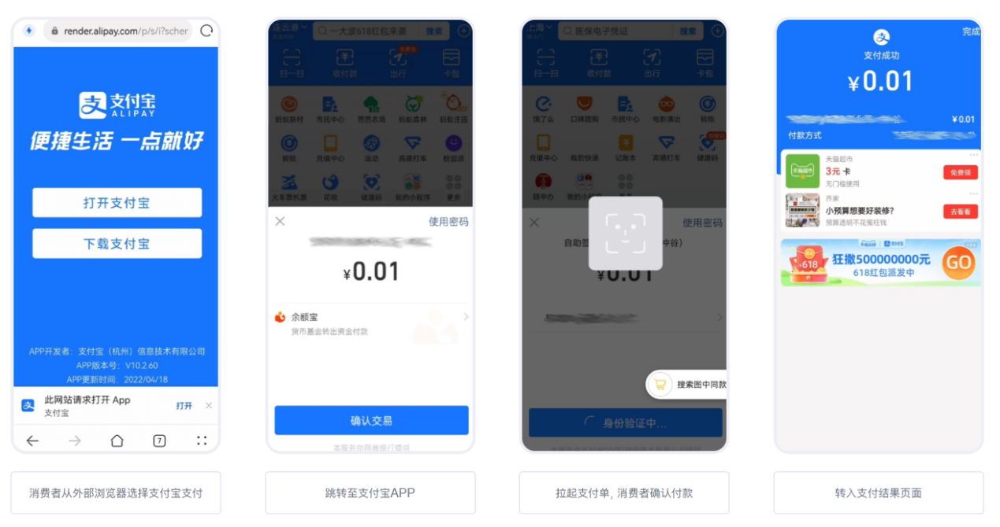 render.alipay.com/p/s/i?scher
支
支付宝
ALIPAY
便捷生活 一点就好
打开支付宝
下载支付宝
APP开发者：支付宝（杭州）信息技术有限公司
APP版本号：V10.2.60
APP更新时间：2022/04/18
此网站请求打开 App
支付宝
打开
7
消费者从外部浏览器选择支付宝支付
连云港
一大波618红包来袭
搜索
扫一扫
收付款
出行
卡包
蚂蚁新村
市民中心
芭芭农场
蚂蚁森林
蚂蚁庄园
转账
充值中心
运动
高德打车
校园派
火车票机票
花呗
健康码
我的小程序
更多
使用密码
¥0.01
余额宝
货币基金转出资金付款
确认交易
本服务由网商银行提供
跳转至支付宝APP
上海
医保电子凭证
搜索
扫一扫
收付款
出行
卡包
饿了么
口碑团购
市民中心
电影演出
转账
充值中心
我的快递
记账本
高德打车
健康码
随申办
我的小程序
更多
使用密码
自助签
中谷）
¥0.01
搜索图中同款
身份验证中...
拉起支付单, 消费者确认付款
完成
支付成功
¥0.01
¥0.01
付款方式
天猫超市
天猫超市
3元 卡
免费领
无门槛使用
齐家
小预算想要好装修？
去看看
预算透明不花冤枉钱
618
狂撒500000000元
618红包派发中
GO
转入支付结果页面